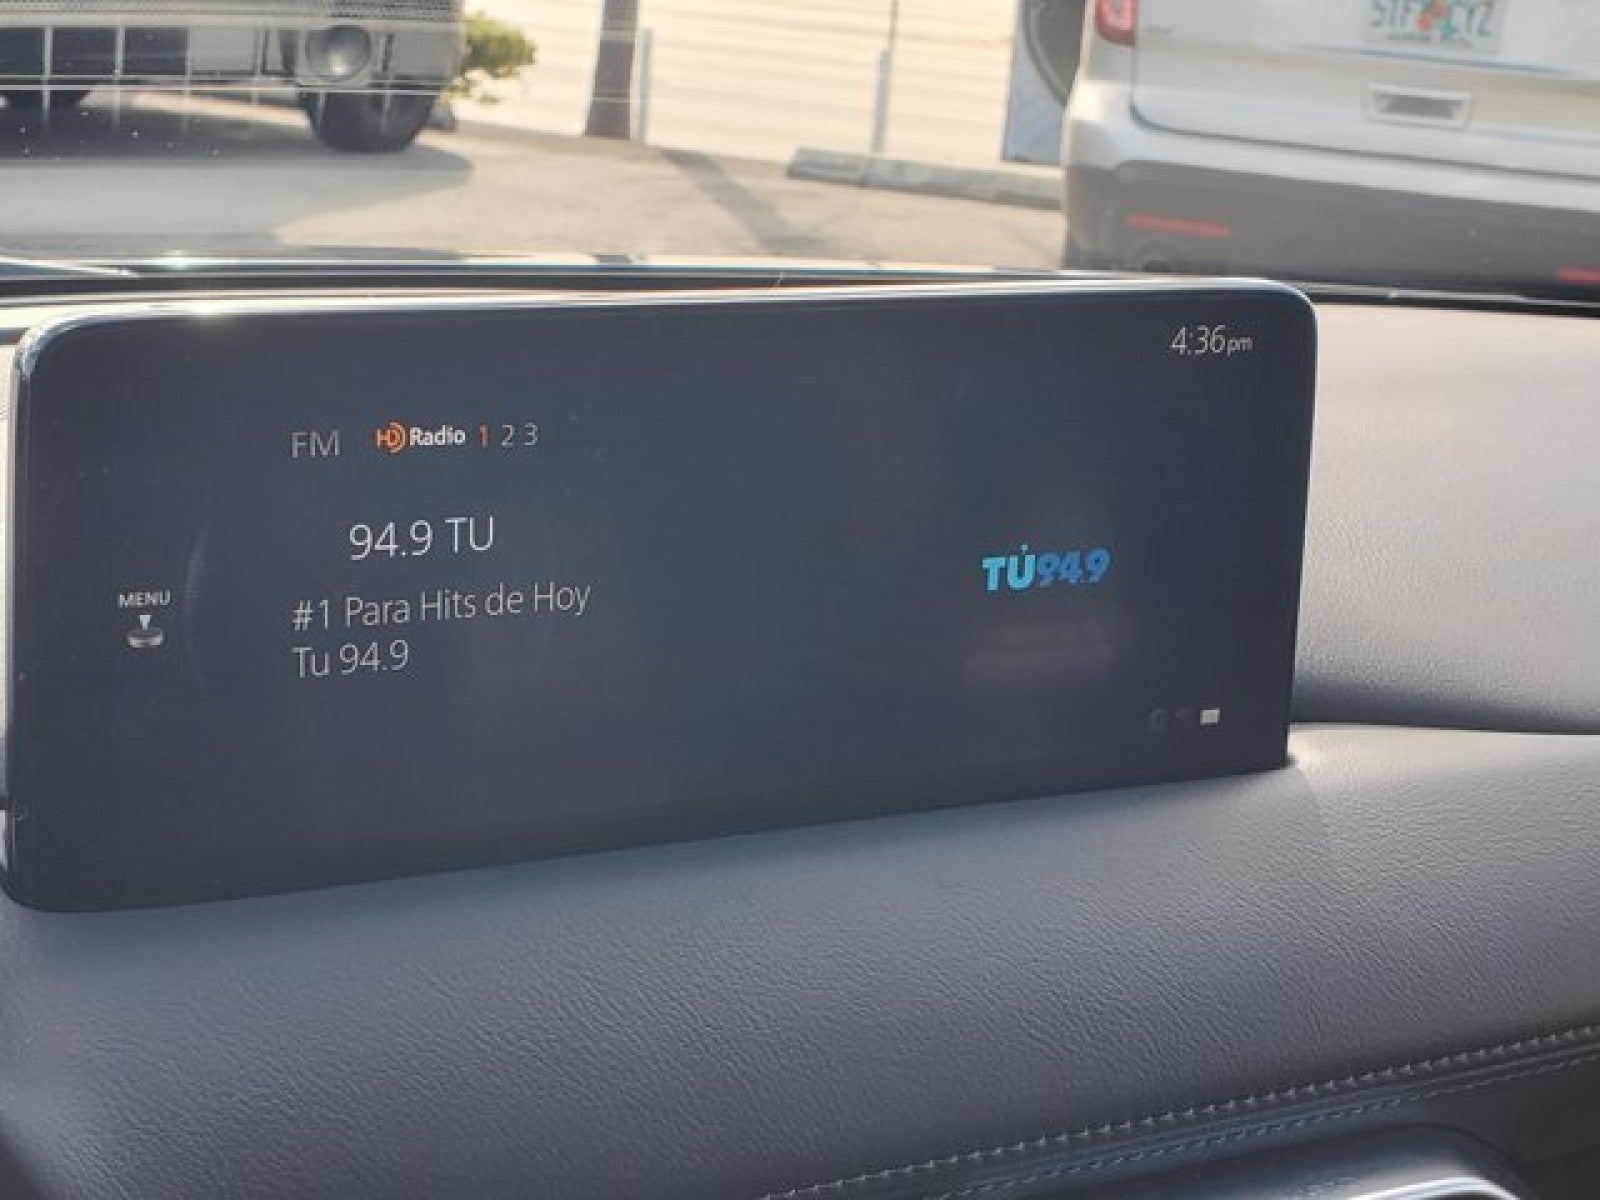 4:36pm
FM HD Radio 1 2 3
94.9 TU
MENU
#1 Para Hits de Hoy
Tu 94.9
TÚ94.9